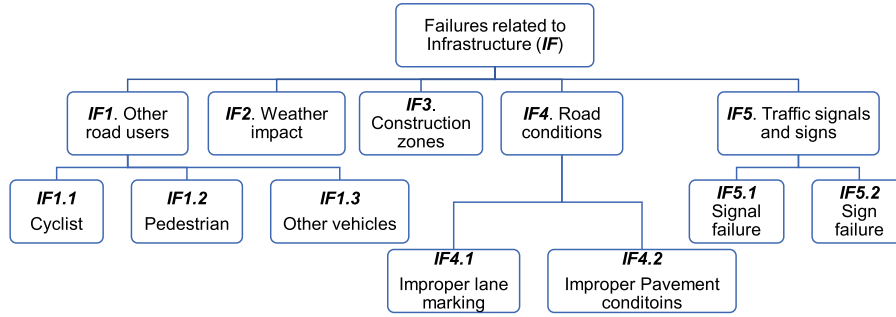 Failures related to
Infrastructure (IF)
IF1. Other
road users
IF2. Weather
impact
IF3.
Construction
zones
IF4. Road
conditions
IF5. Traffic signals
and signs
IF1.1
Cyclist
IF1.2
Pedestrian
IF1.3
Other vehicles
IF5.1
Signal
failure
IF5.2
Sign
failure
IF4.1
Improper lane
marking
IF4.2
Improper Pavement
conditoins